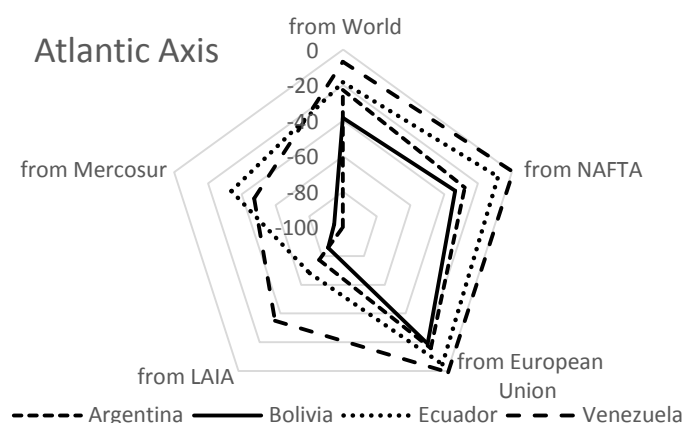 from World
Atlantic Axis
0
-20
-40
-60
-80
-100
from Mercosur
from NAFTA
from LAIA
from European
Union
Argentina Bolivia Ecuador Venezuela